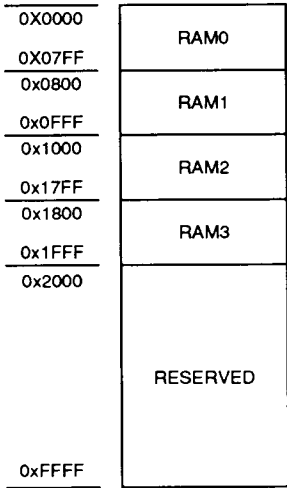 0X0000
RAM0
0X07FF
0x0800
RAM1
0x0FFF
0x1000
RAM2
0x17FF
0x1800
RAM3
0x1FFF
0x2000
RESERVED
0xFFFF